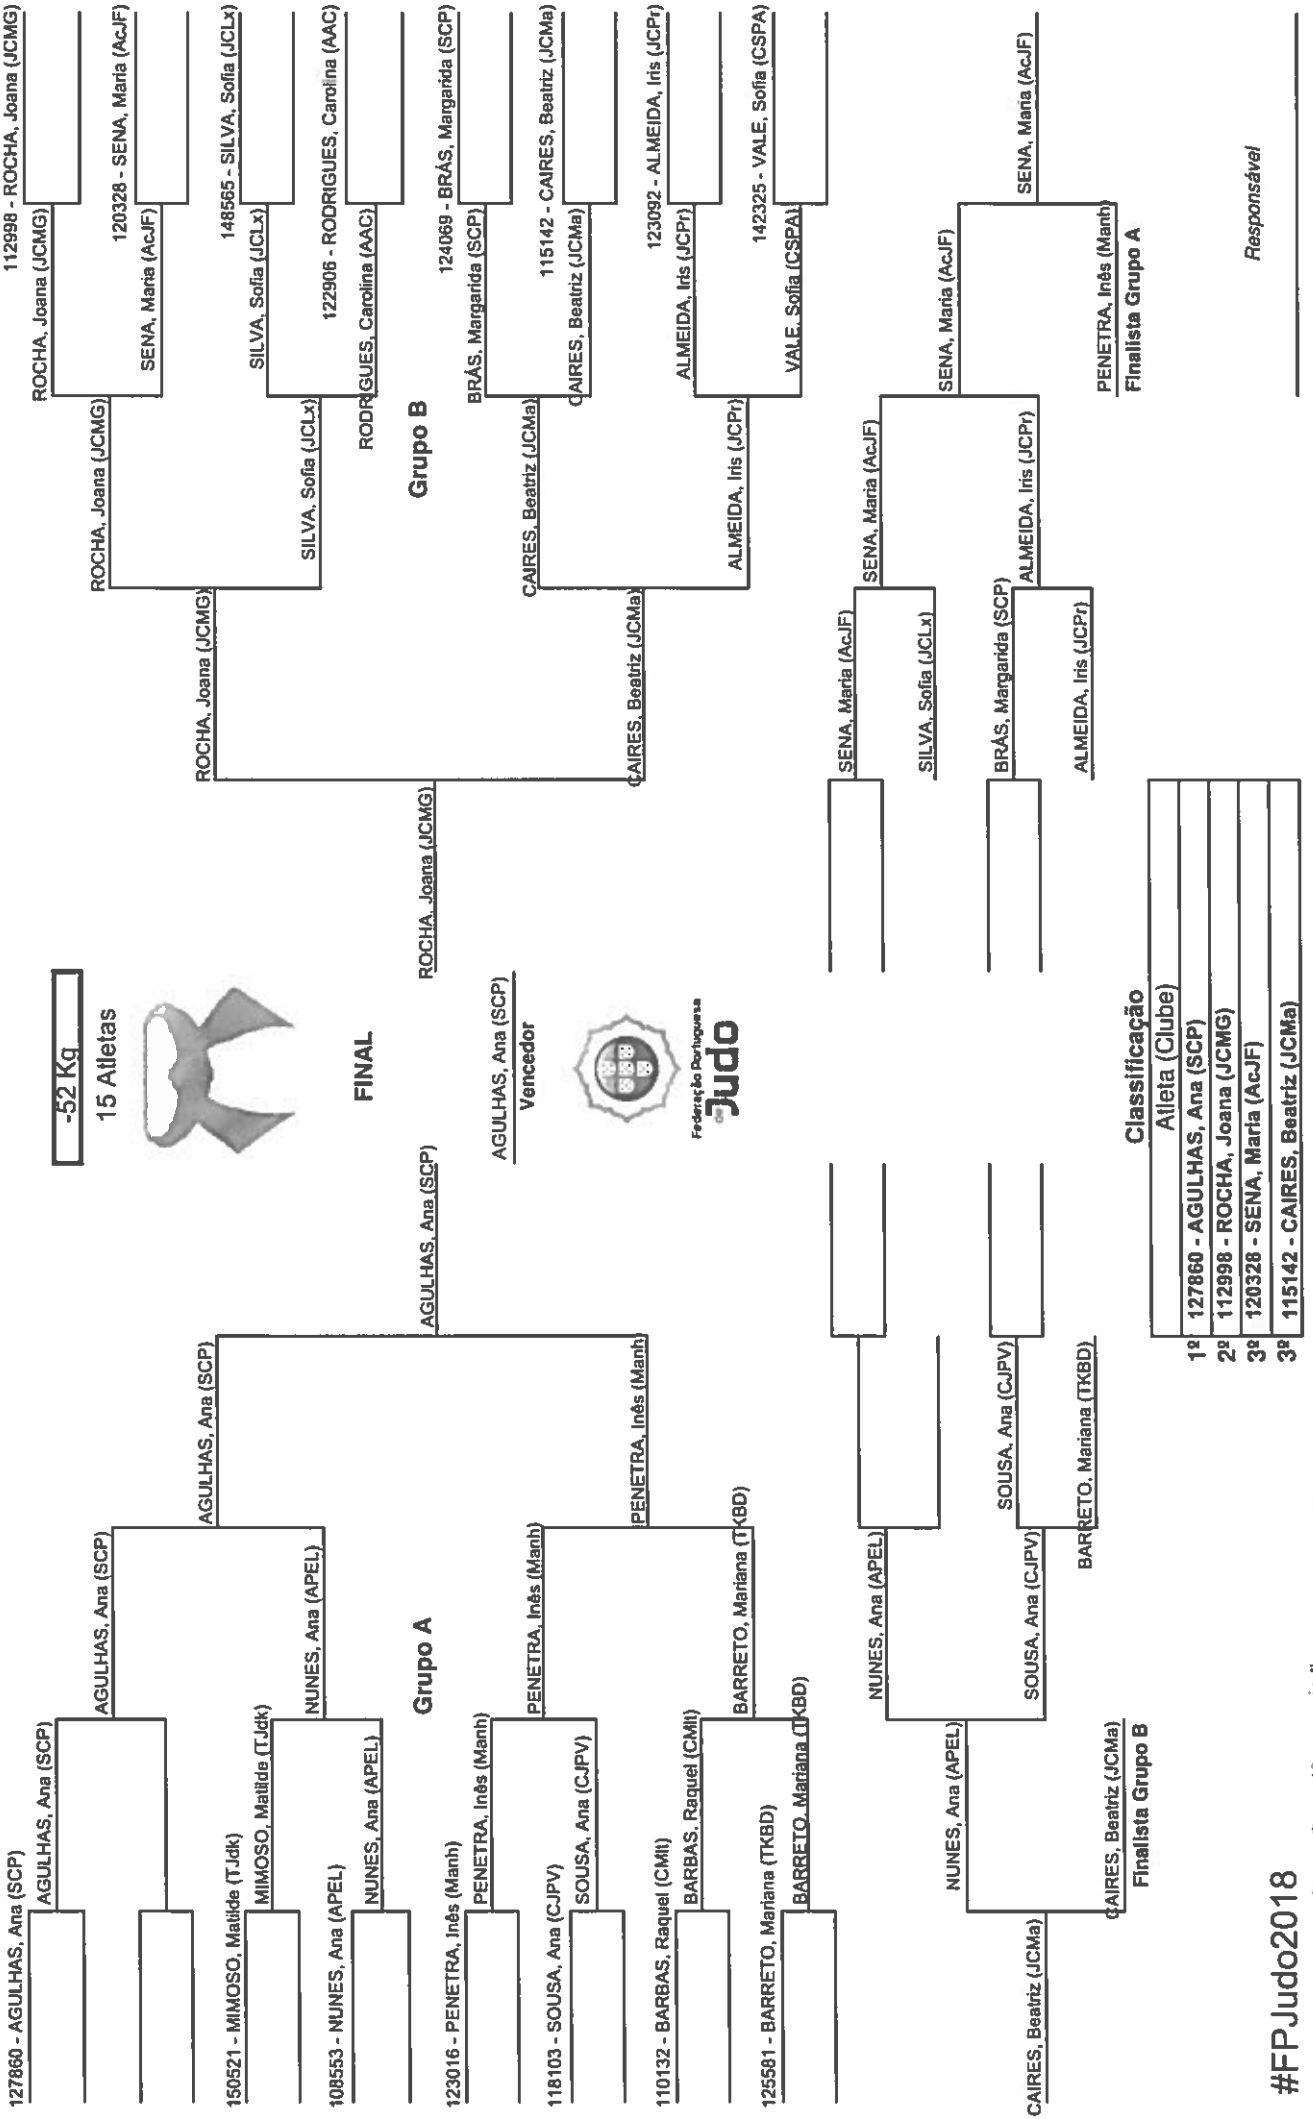 -52 Kg
15 Atletas
FINAL
127860 - AGULHAS, Ana (SCP)
AGULHAS, Ana (SCP)
AGULHAS, Ana (SCP)
AGULHAS, Ana (SCP)
150521 - MIMOSO, Matilde (TJdk)
MIMOSO, Matilde (TJdk)
NUNES, Ana (APEL)
108553 - NUNES, Ana (APEL)
NUNES, Ana (APEL)
Grupo A
AGULHAS, Ana (SCP)
123016 - PENETRA, Inês (Manh)
PENETRA, Inês (Manh)
PENETRA, Inês (Manh)
118103 - SOUSA, Ana (CJPV)
SOUSA, Ana (CJPV)
PENETRA, Inês (Manh)
110132 - BARBAS, Raquel (CMIt)
BARBAS, Raquel (CMIt)
BARRETO, Mariana (TKBD)
125581 - BARRETO, Mariana (TKBD)
BARRETO, Mariana (TKBD)
AGULHAS, Ana (SCP)
Vencedor
Federação Portuguesa
de Judo
112998 - ROCHA, Joana (JCMG)
ROCHA, Joana (JCMG)
ROCHA, Joana (JCMG)
120328 - SENA, Maria (AcJF)
SENA, Maria (AcJF)
ROCHA, Joana (JCMG)
148565 - SILVA, Sofia (JCLx)
SILVA, Sofia (JCLx)
SILVA, Sofia (JCLx)
122906 - RODRIGUES, Carolina (AAC)
RODRIGUES, Carolina (AAC)
Grupo B
ROCHA, Joana (JCMG)
124069 - BRÁS, Margarida (SCP)
BRÁS, Margarida (SCP)
CAIRES, Beatriz (JCMa)
115142 - CAIRES, Beatriz (JCMa)
CAIRES, Beatriz (JCMa)
CAIRES, Beatriz (JCMa)
123092 - ALMEIDA, Iris (JCPr)
ALMEIDA, Iris (JCPr)
ALMEIDA, Iris (JCPr)
142325 - VALE, Sofia (CSPA)
VALE, Sofia (CSPA)
NUNES, Ana (APEL)
NUNES, Ana (APEL)
SOUSA, Ana (CJPV)
SOUSA, Ana (CJPV)
BARRETO, Mariana (TKBD)
CAIRES, Beatriz (JCMa)
CAIRES, Beatriz (JCMa)
Finalista Grupo B
SENA, Maria (AcJF)
SENA, Maria (AcJF)
SILVA, Sofia (JCLx)
SENA, Maria (AcJF)
BRÁS, Margarida (SCP)
ALMEIDA, Iris (JCPr)
ALMEIDA, Iris (JCPr)
SENA, Maria (AcJF)
PENETRA, Inês (Manh)
Finalista Grupo A
Classificação
Atleta (Clube)
1º 127860 - AGULHAS, Ana (SCP)
2º 112998 - ROCHA, Joana (JCMG)
3º 120328 - SENA, Maria (AcJF)
3º 115142 - CAIRES, Beatriz (JCMa)
Responsável
#FPJudo2018